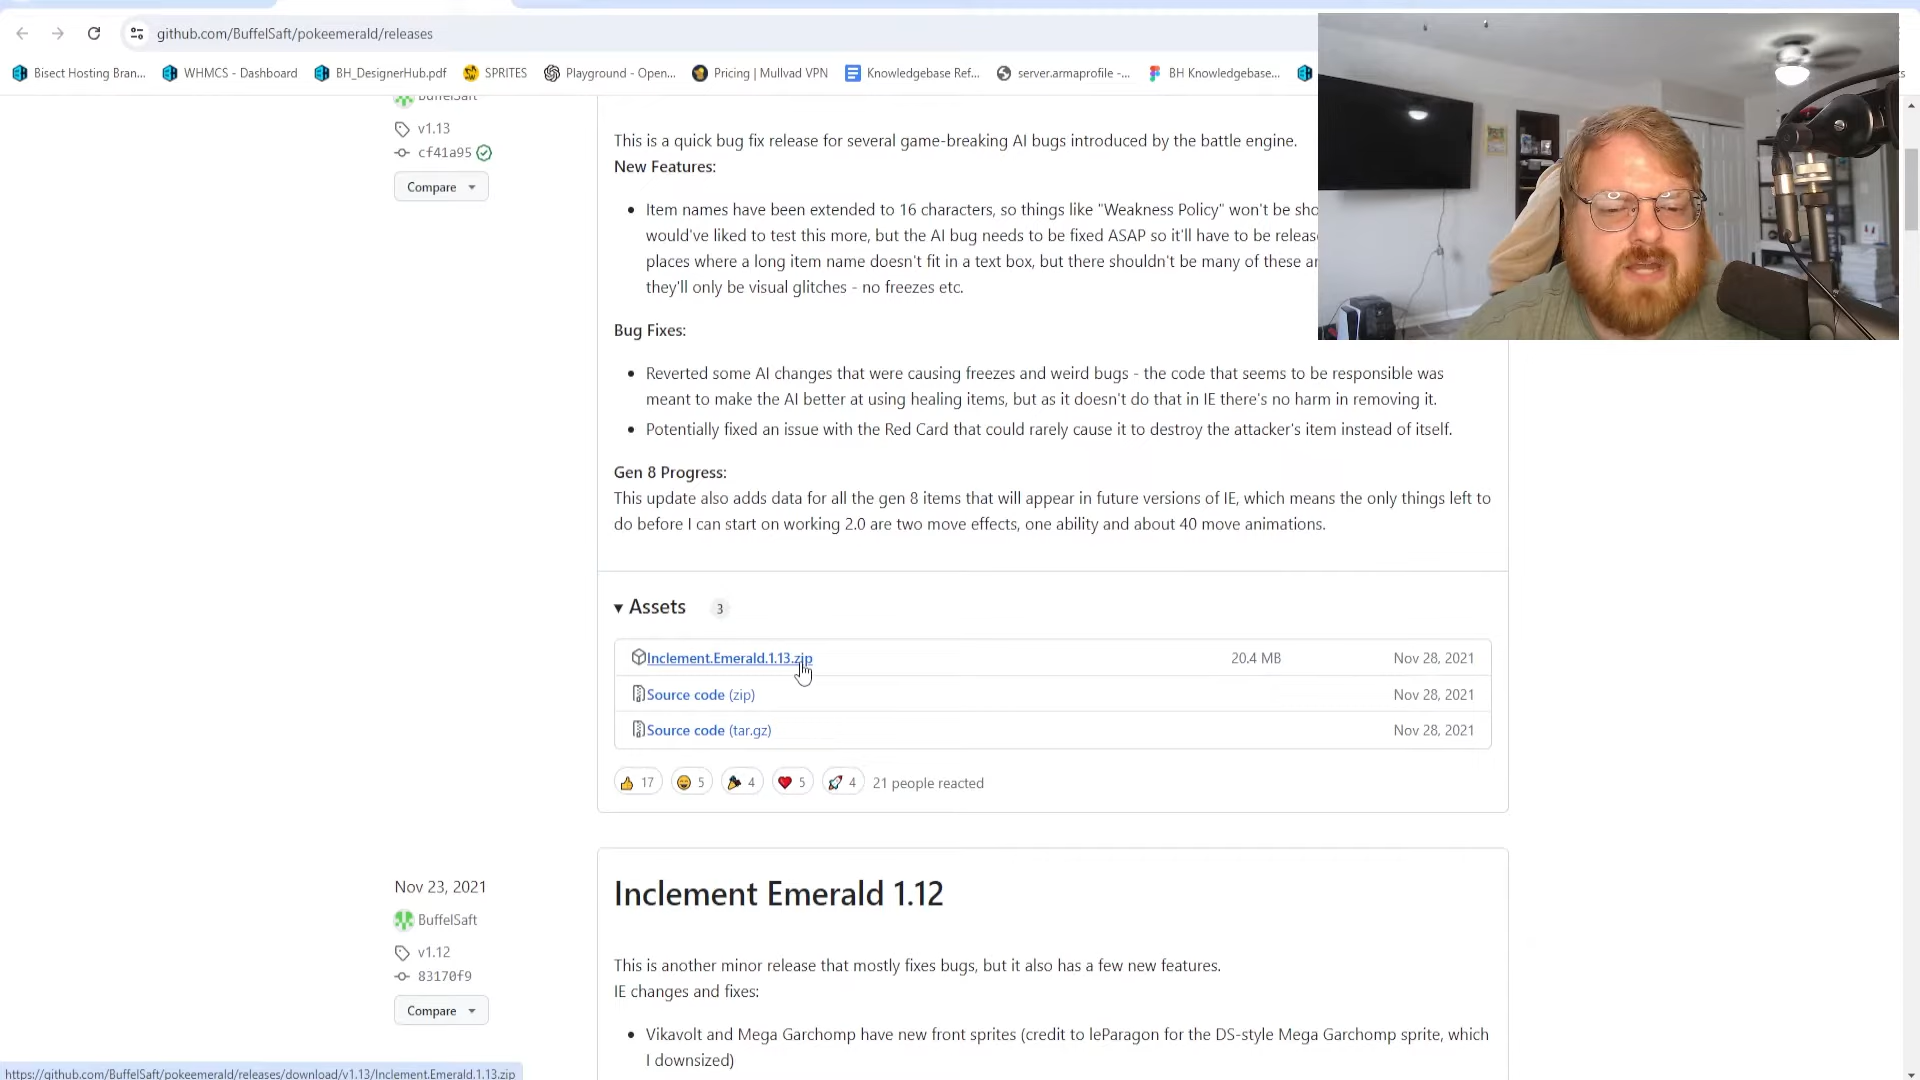 github.com/BuffelSaft/pokeemerald/releases
Bisect Hosting Bran... WHMCS - Dashboard BH_DesignerHub.pdf SPRITES Playground - Open... Pricing | Mullvad VPN Knowledgebase Ref... server.armaprofile -... BH Knowledgebase...
BuffelSaft
v1.13
cf41a95
Compare
This is a quick bug fix release for several game-breaking AI bugs introduced by the battle engine.
New Features:
Item names have been extended to 16 characters, so things like "Weakness Policy" won't be sho
would've liked to test this more, but the AI bug needs to be fixed ASAP so it'll have to be releas
places where a long item name doesn't fit in a text box, but there shouldn't be many of these an
they'll only be visual glitches - no freezes etc.
Bug Fixes:
Reverted some AI changes that were causing freezes and weird bugs - the code that seems to be responsible was
meant to make the AI better at using healing items, but as it doesn't do that in IE there's no harm in removing it.
Potentially fixed an issue with the Red Card that could rarely cause it to destroy the attacker's item instead of itself.
Gen 8 Progress:
This update also adds data for all the gen 8 items that will appear in future versions of IE, which means the only things left to
do before I can start on working 2.0 are two move effects, one ability and about 40 move animations.
Assets 3
Inclement.Emerald.1.13.zip 20.4 MB Nov 28, 2021
Source code (zip) Nov 28, 2021
Source code (tar.gz) Nov 28, 2021
17 5 4 5 4 21 people reacted
Nov 23, 2021
BuffelSaft
v1.12
83170f9
Compare
Inclement Emerald 1.12
This is another minor release that mostly fixes bugs, but it also has a few new features.
IE changes and fixes:
Vikavolt and Mega Garchomp have new front sprites (credit to leParagon for the DS-style Mega Garchomp sprite, which
I downsized)
https://github.com/BuffelSaft/pokeemerald/releases/download/v1.13/Inclement.Emerald.1.13.zip